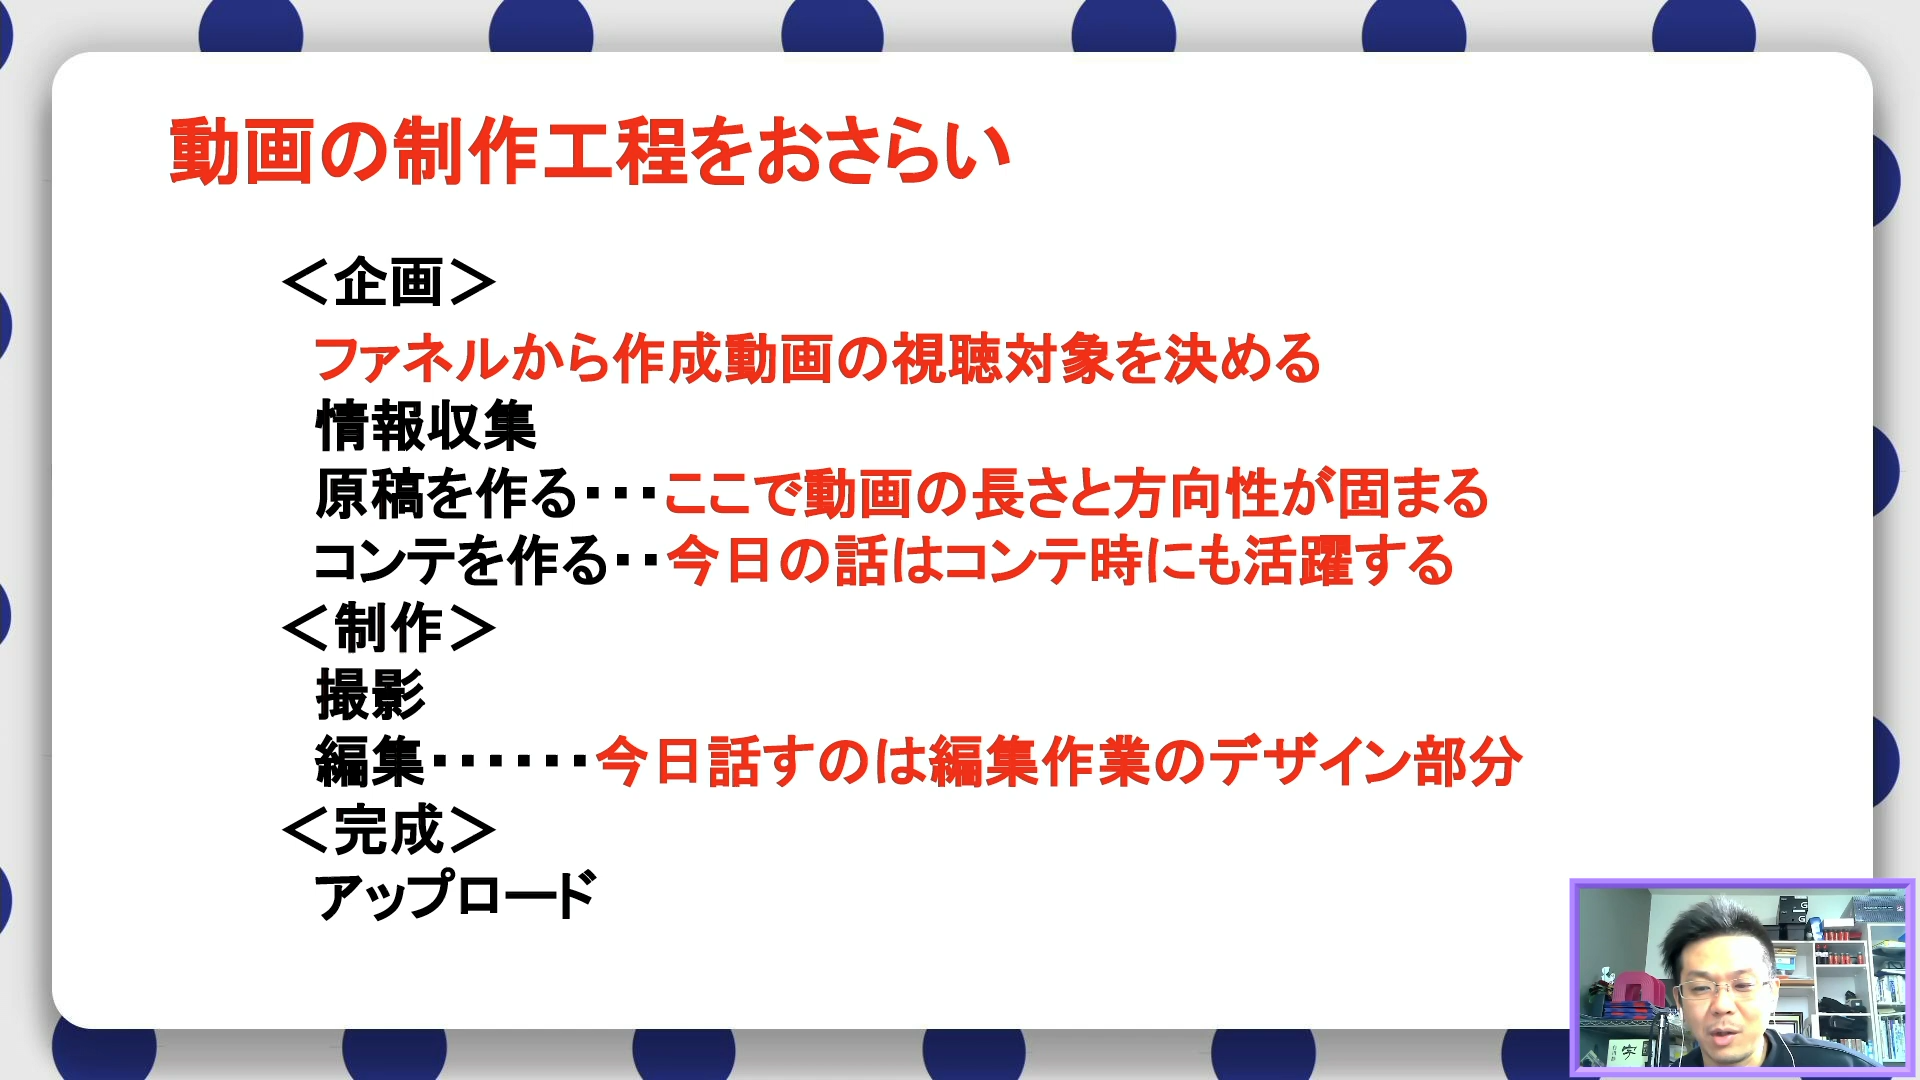 動画の制作工程をおさらい
＜企画＞
ファネルから作成動画の視聴対象を決める
情報収集
原稿を作る・・・ここで動画の長さと方向性が固まる
コンテを作る・・今日の話はコンテ時にも活躍する
＜制作＞
撮影
編集・・・・・・今日話すのは編集作業のデザイン部分
＜完成＞
アップロード